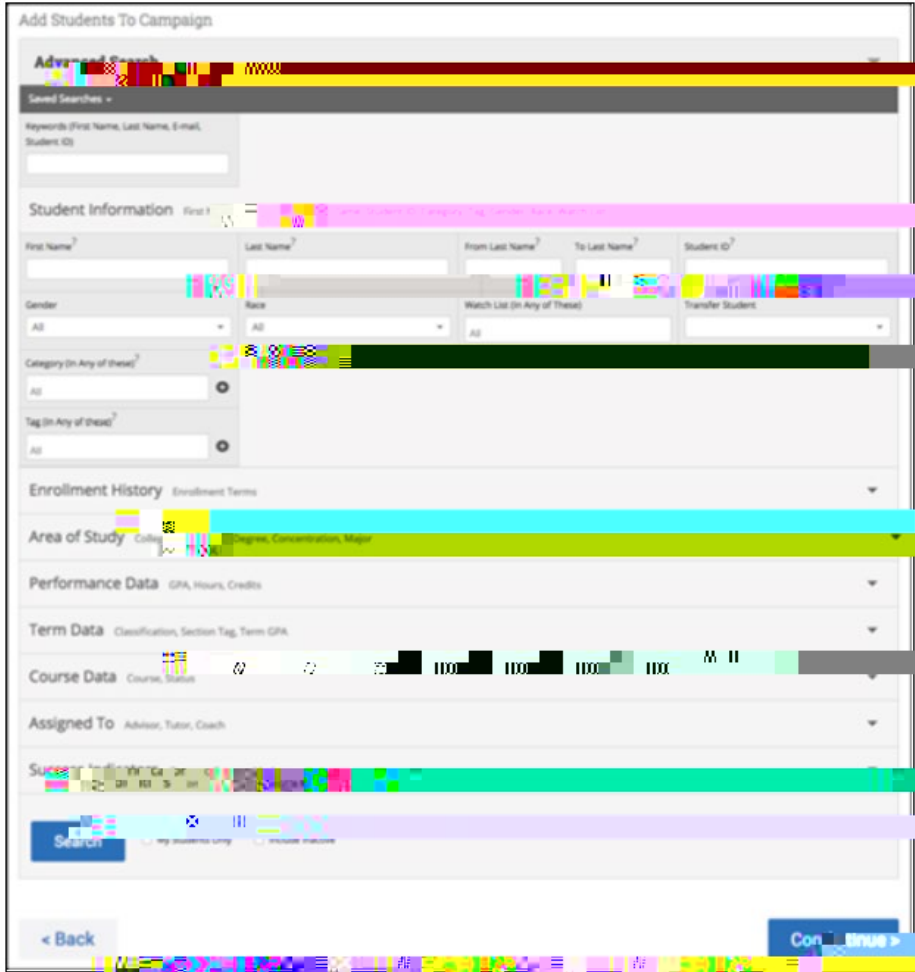 Add Students To Campaign
Advanced Search
Saved Searches
Keywords (First Name, Last Name, E-mail,
Student ID)
Student Information First
First Name? Last Name? From Last Name? To Last Name? Student ID?
Gender Race Watch List (In Any of These) Transfer Student
All All All
Category (In Any of these)?
All
Tag (In Any of these)?
All
Enrollment History Enrollment Terms
Area of Study Degree, Concentration, Major
Performance Data GPA, Hours, Credits
Term Data Classification, Section Tag, Term GPA
Course Data Course, Status
Assigned To Advisor, Tutor, Coach
Search My Students Only Include Inactive
< Back Continue >